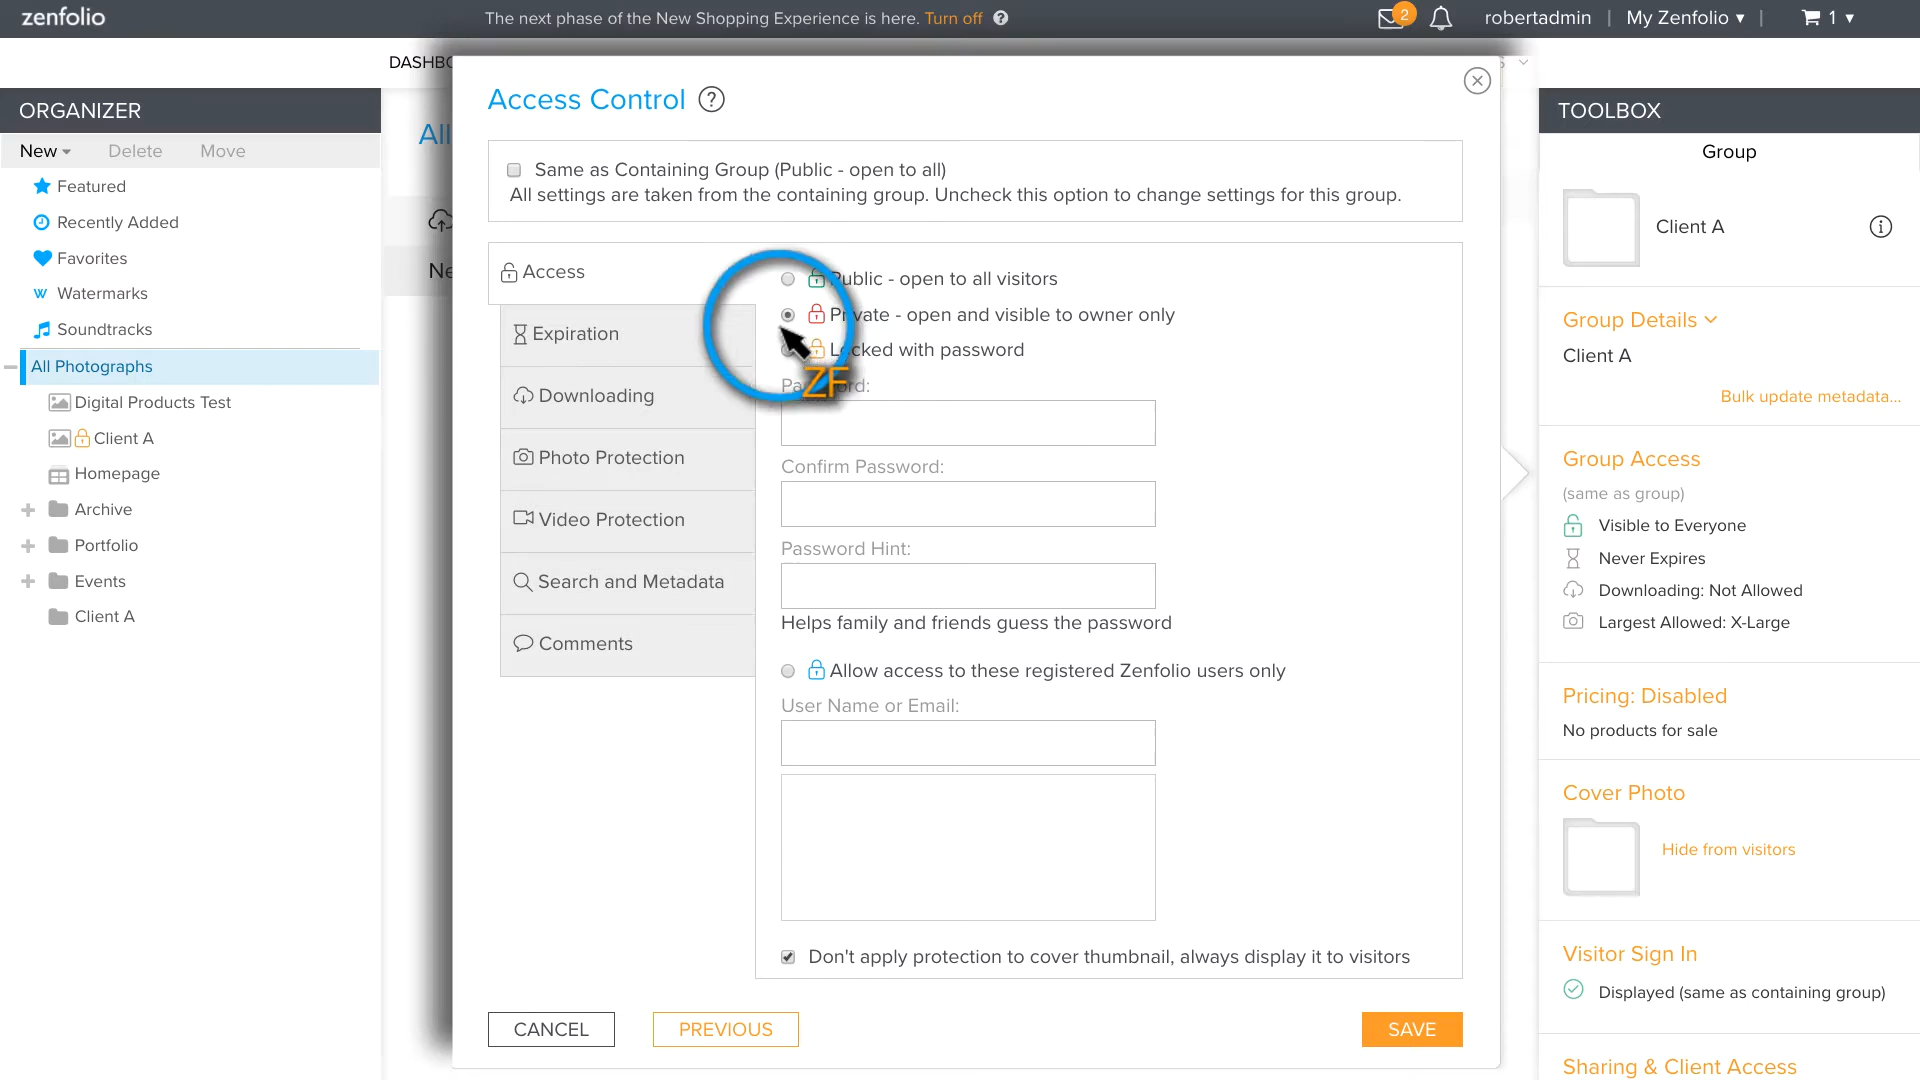 zenfolio
The next phase of the New Shopping Experience is here. Turn off ?
2
robertadmin | My Zenfolio ▾ | 1 ▾
DASHBO
ORGANIZER
New Delete Move
Featured
Recently Added
Favorites
Watermarks
Soundtracks
All Photographs
Digital Products Test
Client A
Homepage
Archive
Portfolio
Events
Client A
All
Ne
Access Control ?
Same as Containing Group (Public - open to all)
All settings are taken from the containing group. Uncheck this option to change settings for this group.
Access
Expiration
Downloading
Photo Protection
Video Protection
Search and Metadata
Comments
Public - open to all visitors
Private - open and visible to owner only
Locked with password
ZF
Password:
Confirm Password:
Password Hint:
Helps family and friends guess the password
Allow access to these registered Zenfolio users only
User Name or Email:
Don't apply protection to cover thumbnail, always display it to visitors
CANCEL
PREVIOUS
SAVE
TOOLBOX
Group
Client A
Group Details
Client A
Bulk update metadata...
Group Access
(same as group)
Visible to Everyone
Never Expires
Downloading: Not Allowed
Largest Allowed: X-Large
Pricing: Disabled
No products for sale
Cover Photo
Hide from visitors
Visitor Sign In
Displayed (same as containing group)
Sharing & Client Access